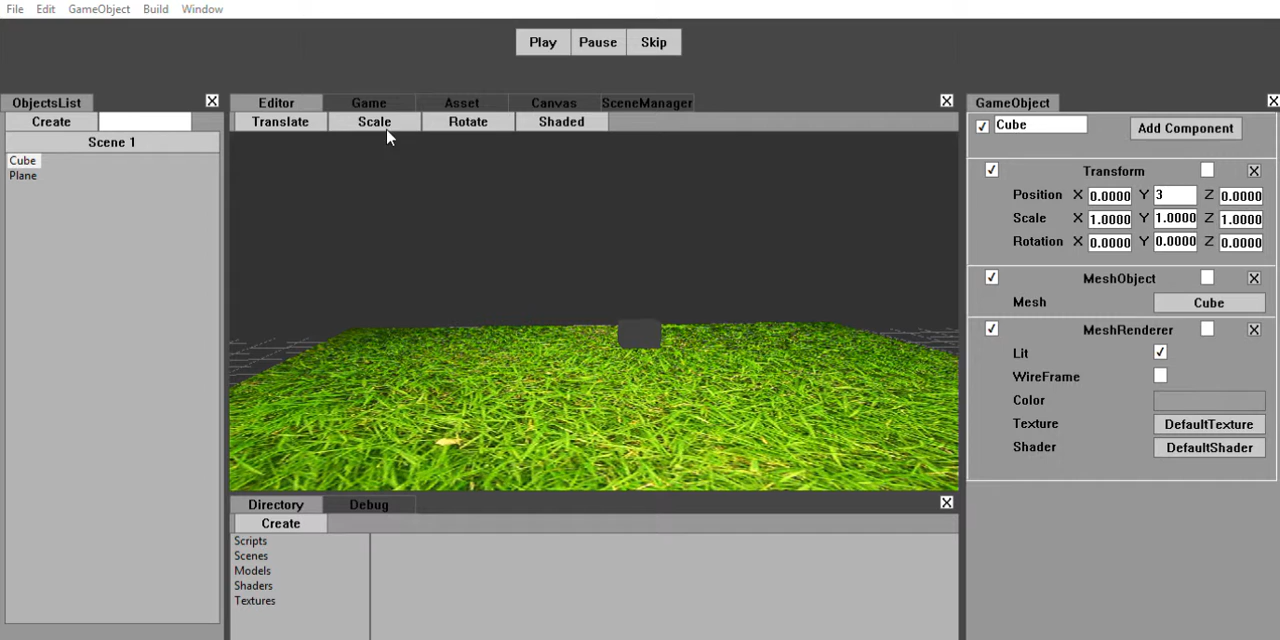 File Edit GameObject Build Window
Play Pause Skip
ObjectsList X
Create
Scene 1
Cube
Plane
Editor Game Asset Canvas SceneManager X
Translate Scale Rotate Shaded
Directory Debug X
Create
Scripts
Scenes
Models
Shaders
Textures
GameObject X
Cube Add Component
Transform X
Position X 0.0000 Y 3 Z 0.0000
Scale X 1.0000 Y 1.0000 Z 1.0000
Rotation X 0.0000 Y 0.0000 Z 0.0000
MeshObject X
Mesh Cube
MeshRenderer X
Lit
WireFrame
Color
Texture DefaultTexture
Shader DefaultShader